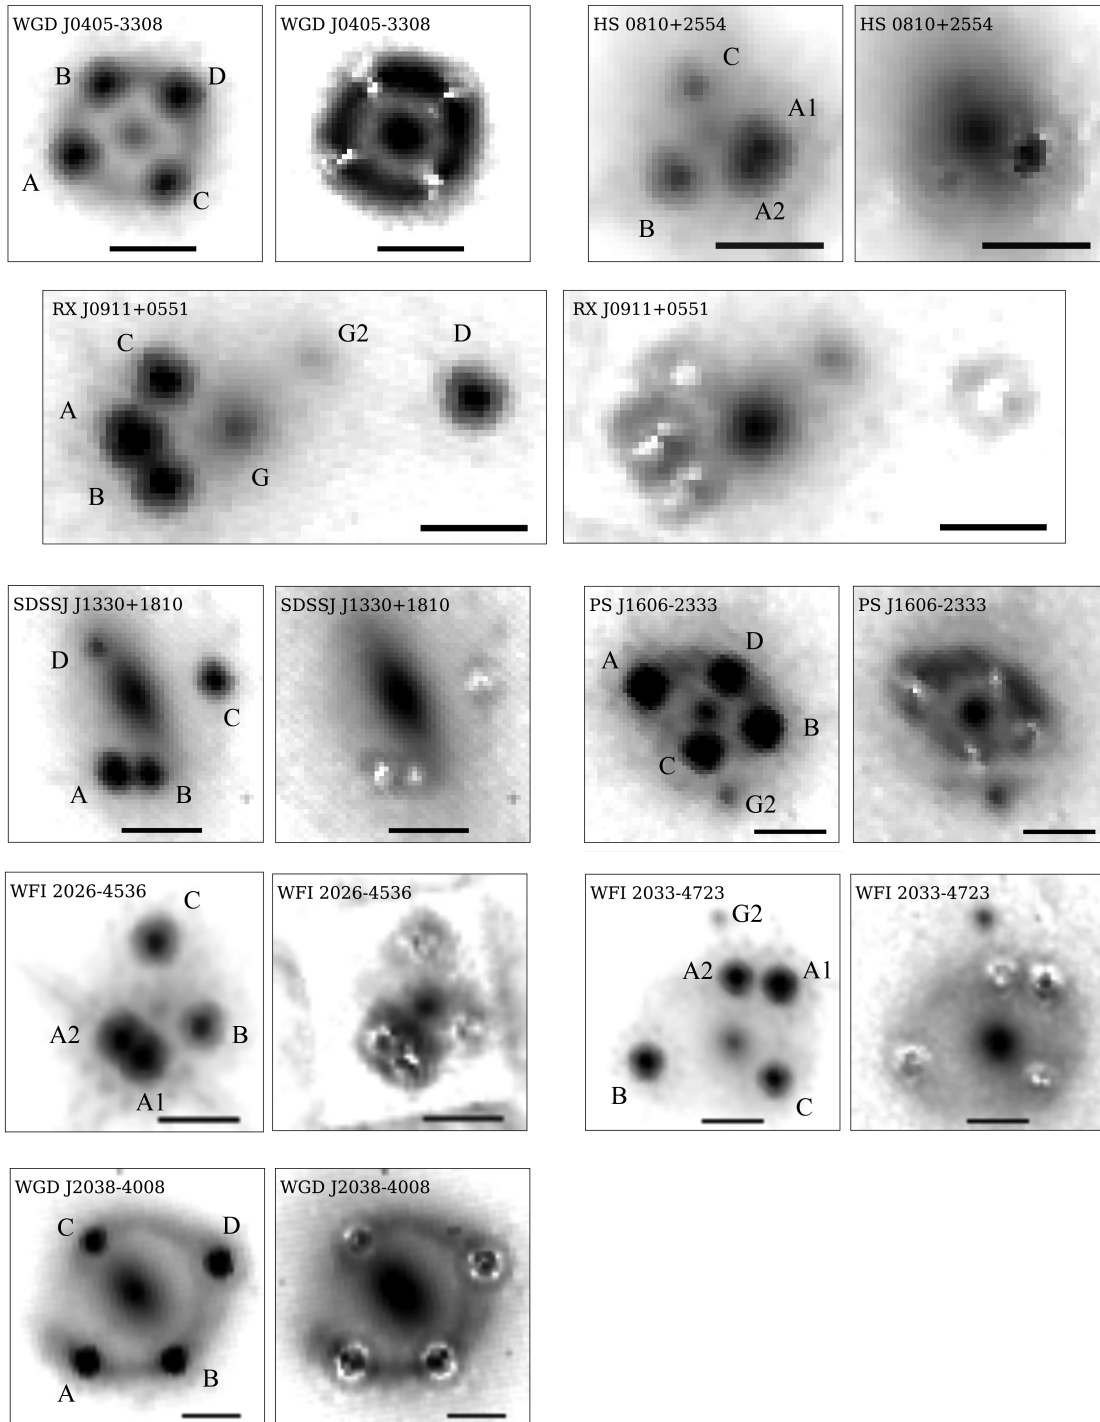 WGD J0405-3308
B
D
A
C
WGD J0405-3308
HS 0810+2554
C
A1
A2
B
HS 0810+2554
RX J0911+0551
C
G2
D
A
G
B
RX J0911+0551
SDSSJ J1330+1810
D
C
A
B
SDSSJ J1330+1810
PS J1606-2333
D
A
B
C
G2
PS J1606-2333
WFI 2026-4536
C
A2
B
A1
WFI 2026-4536
WFI 2033-4723
G2
A2
A1
B
C
WFI 2033-4723
WGD J2038-4008
C
D
B
A
WGD J2038-4008